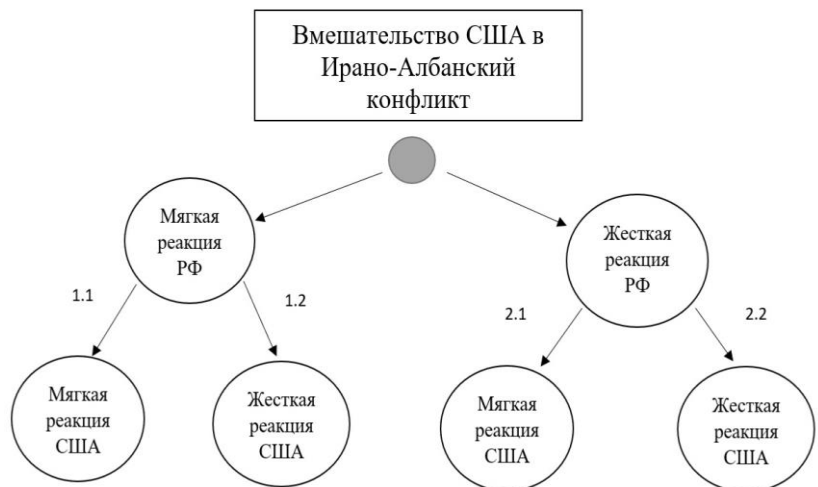 Вмешательство США в
Ирано-Албанский
конфликт
Мягкая
реакция
РФ
Жесткая
реакция
РФ
1.1
1.2
2.1
2.2
Мягкая
реакция
США
Жесткая
реакция
США
Мягкая
реакция
США
Жесткая
реакция
США